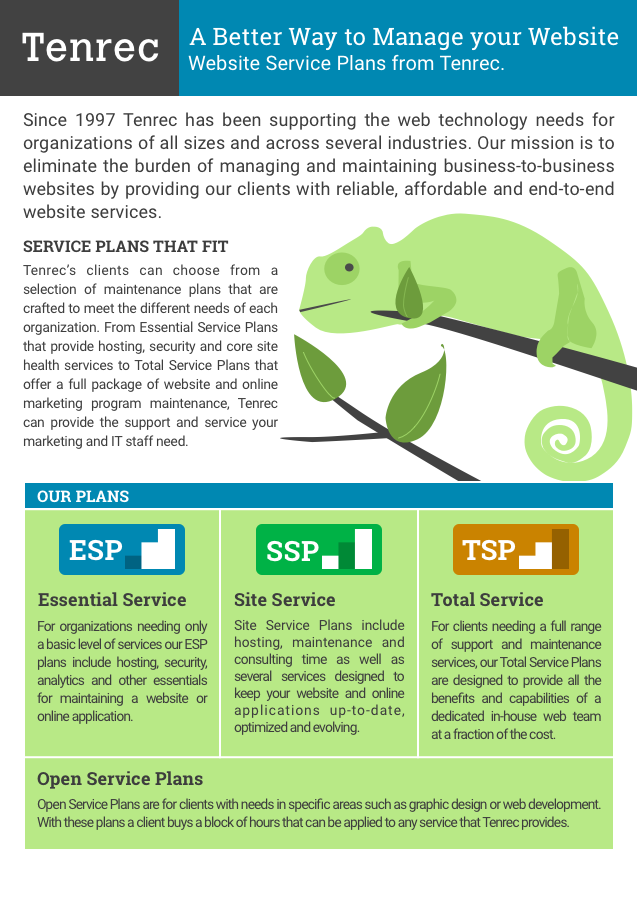 Tenrec
A Better Way to Manage your Website
Website Service Plans from Tenrec.
Since 1997 Tenrec has been supporting the web technology needs for
organizations of all sizes and across several industries. Our mission is to
eliminate the burden of managing and maintaining business-to-business
websites by providing our clients with reliable, affordable and end-to-end
website services.
SERVICE PLANS THAT FIT
Tenrec's clients can choose from a
selection of maintenance plans that are
crafted to meet the different needs of each
organization. From Essential Service Plans
that provide hosting, security and core site
health services to Total Service Plans that
offer a full package of website and online
marketing program maintenance, Tenrec
can provide the support and service your
marketing and IT staff need.
OUR PLANS
ESP
Essential Service
For organizations needing only
a basic level of services our ESP
plans include hosting, security,
analytics and other essentials
for maintaining a website or
online application.
SSP
Site Service
Site Service Plans include
hosting, maintenance and
consulting time as well as
several services designed to
keep your website and online
applications up-to-date,
optimized and evolving.
TSP
Total Service
For clients needing a full range
of support and maintenance
services, our Total Service Plans
are designed to provide all the
benefits and capabilities of a
dedicated in-house web team
at a fraction of the cost.
Open Service Plans
Open Service Plans are for clients with needs in specific areas such as graphic design or web development.
With these plans a client buys a block of hours that can be applied to any service that Tenrec provides.